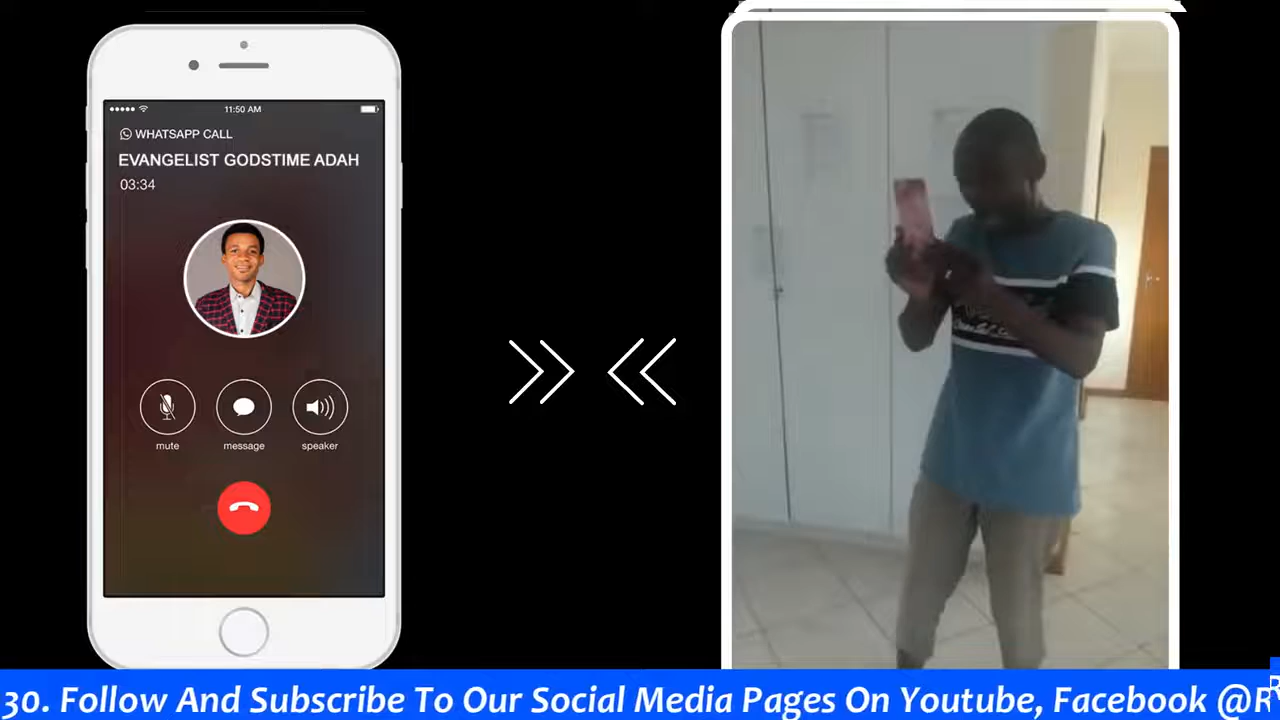 11:50 AM
WHATSAPP CALL
EVANGELIST GODSTIME ADAH
03:34
mute
message
speaker
30. Follow And Subscribe To Our Social Media Pages On Youtube, Facebook @R